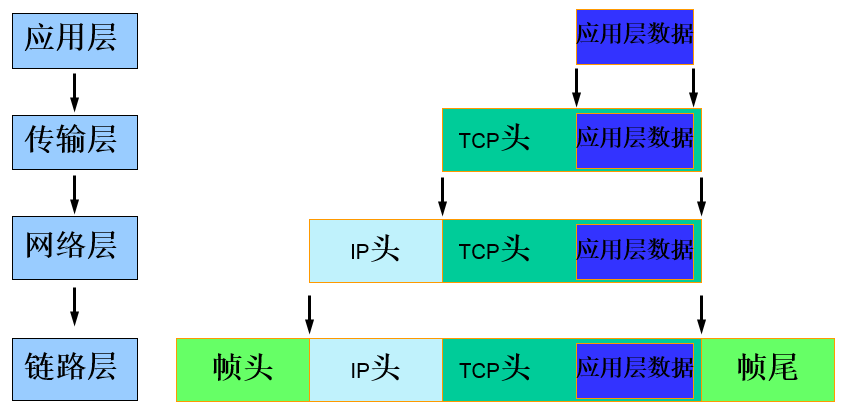 应用层
应用层数据
传输层
TCP头
应用层数据
网络层
IP头
TCP头
应用层数据
链路层
帧头
IP头
TCP头
应用层数据
帧尾